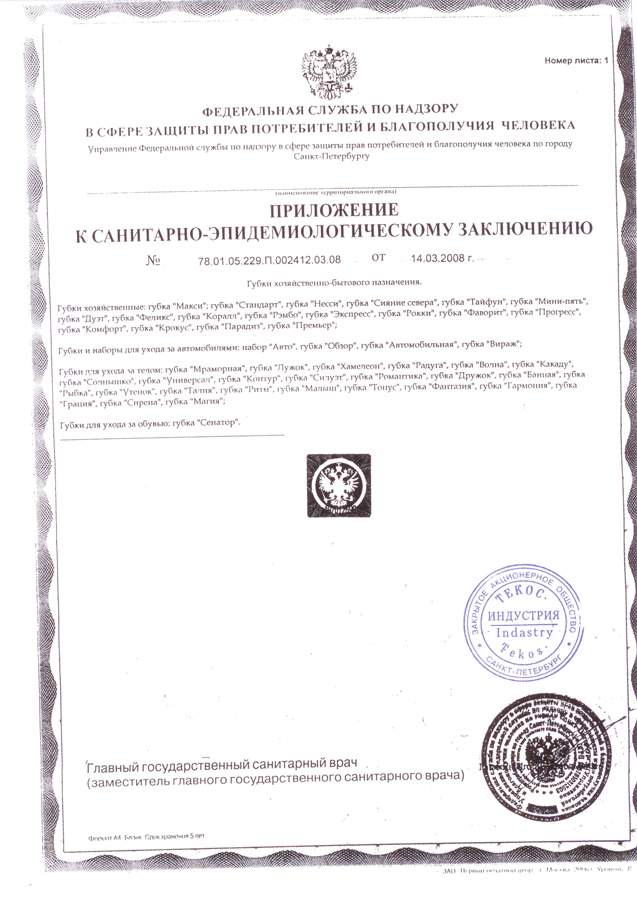 Номер листа: 1
ФЕДЕРАЛЬНАЯ СЛУЖБА ПО НАДЗОРУ
В СФЕРЕ ЗАЩИТЫ ПРАВ ПОТРЕБИТЕЛЕЙ И БЛАГОПОЛУЧИЯ ЧЕЛОВЕКА
Управление Федеральной службы по надзору в сфере защиты прав потребителей и благополучия человека по городу
Санкт-Петербургу
(наименование территориального органа)
ПРИЛОЖЕНИЕ
К САНИТАРНО-ЭПИДЕМИОЛОГИЧЕСКОМУ ЗАКЛЮЧЕНИЮ
№ 78.01.05.229.П.002412.03.08 ОТ 14.03.2008 г.
Губки хозяйственно-бытового назначения.
Губки хозяйственные: губка "Макси"; губка "Стандарт", губка "Несси", губка "Сияние севера", губка "Тайфун", губка "Мини-пять",
губка "Дуэт", губка "Феликс", губка "Коралл", губка "Рэмбо", губка "Экспресс", губка "Рокки", губка "Фаворит", губка "Прогресс",
губка "Комфорт", губка "Крокус", губка "Парадиз", губка "Премьер";
Губки и наборы для ухода за автомобилями: набор "Авто", губка "Обзор", губка "Автомобильная", губка "Вираж";
Губки для ухода за телом: губка "Мраморная", губка "Лужок", губка "Хамелеон", губка "Радуга", губка "Волна", губка "Какаду",
губка "Солнышко", губка "Универсал", губка "Контур", губка "Силуэт", губка "Романтика", губка "Дружок", губка "Банная", губка
"Рыбка", губка "Утенок", губка "Талия", губка "Ритм", губка "Малыш", губка "Тонус", губка "Фантазия", губка "Гармония", губка
"Грация", губка "Сирена", губка "Магия";
Губки для ухода за обувью: губка "Сенатор".
ЗАКРЫТОЕ АКЦИОНЕРНОЕ ОБЩЕСТВО
ТЕКОС-
ИНДУСТРИЯ
Indastry
Tekos-
САНКТ-ПЕТЕРБУРГ
Главный государственный санитарный врач
(заместитель главного государственного санитарного врача)
Формат А4. Бланк. Срок хранения 5 лет.